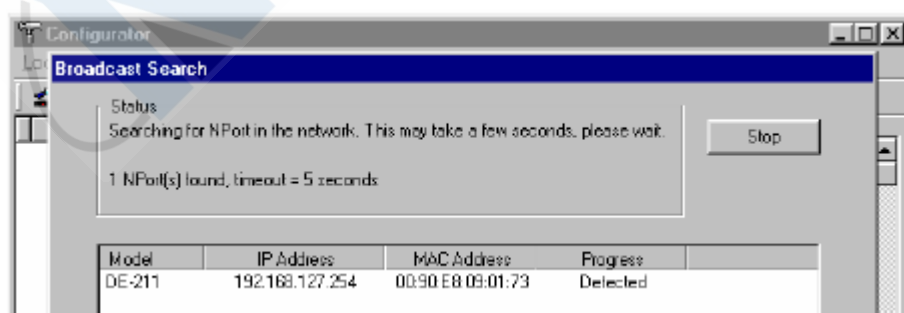 Configurator
Broadcast Search
Status
Searching for NPort in the network. This may take a few seconds, please wait.
Stop
1 NPort(s) found, timeout = 5 seconds
Model IP Address MAC Address Progress
DE-211 192.168.127.254 00:90:E8:09:01:73 Detected